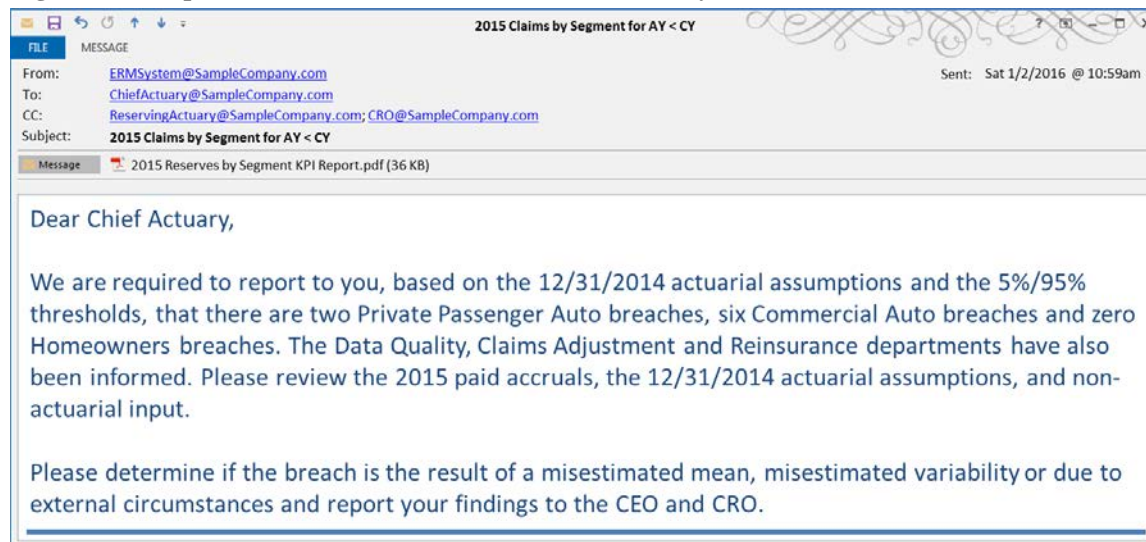 2015 Claims by Segment for AY < CY
FILE MESSAGE
From: ERMSystem@SampleCompany.com Sent: Sat 1/2/2016 @ 10:59am
To: ChiefActuary@SampleCompany.com
CC: ReservingActuary@SampleCompany.com; CRO@SampleCompany.com
Subject: 2015 Claims by Segment for AY < CY
Message 2015 Reserves by Segment KPI Report.pdf (36 KB)
Dear Chief Actuary,
We are required to report to you, based on the 12/31/2014 actuarial assumptions and the 5%/95%
thresholds, that there are two Private Passenger Auto breaches, six Commercial Auto breaches and zero
Homeowners breaches. The Data Quality, Claims Adjustment and Reinsurance departments have also
been informed. Please review the 2015 paid accruals, the 12/31/2014 actuarial assumptions, and non-
actuarial input.
Please determine if the breach is the result of a misestimated mean, misestimated variability or due to
external circumstances and report your findings to the CEO and CRO.